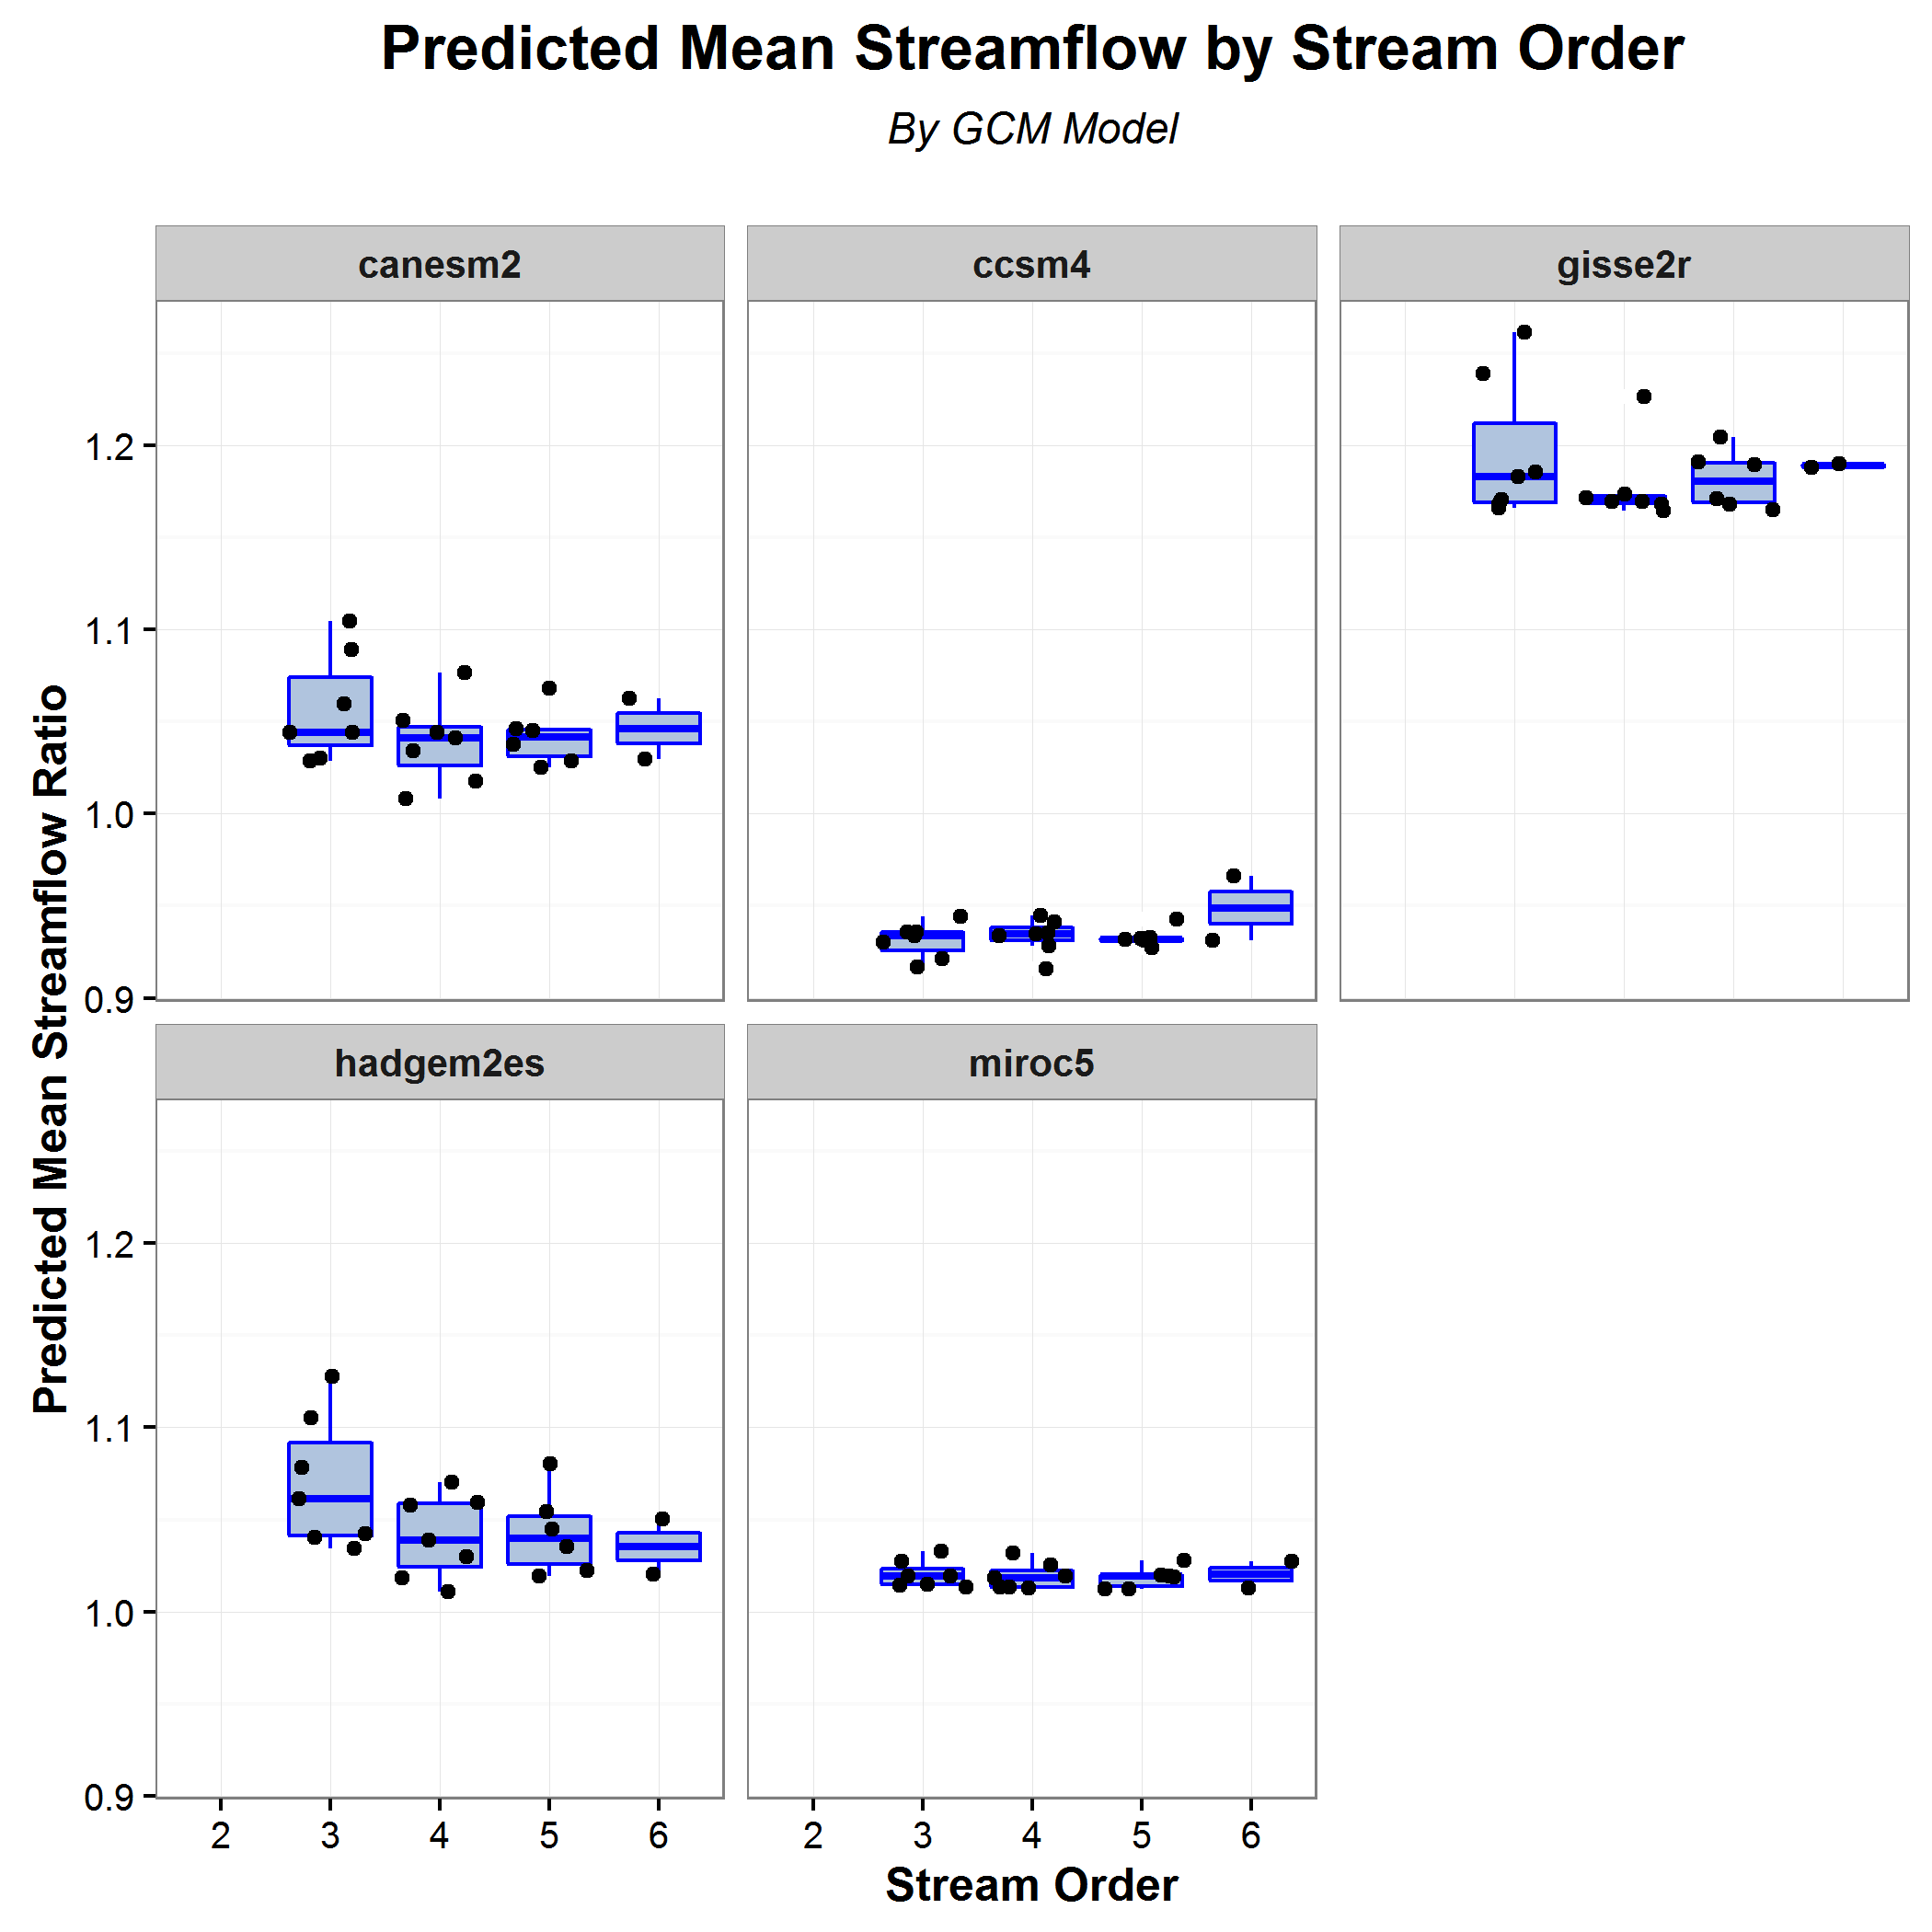 Predicted Mean Streamflow by Stream Order
By GCM Model
canesm2
ccsm4
gisse2r
1.2
1.1
1.0
0.9
Predicted Mean Streamflow Ratio
hadgem2es
miroc5
1.2
1.1
1.0
0.9
2 3 4 5 6
2 3 4 5 6
Stream Order